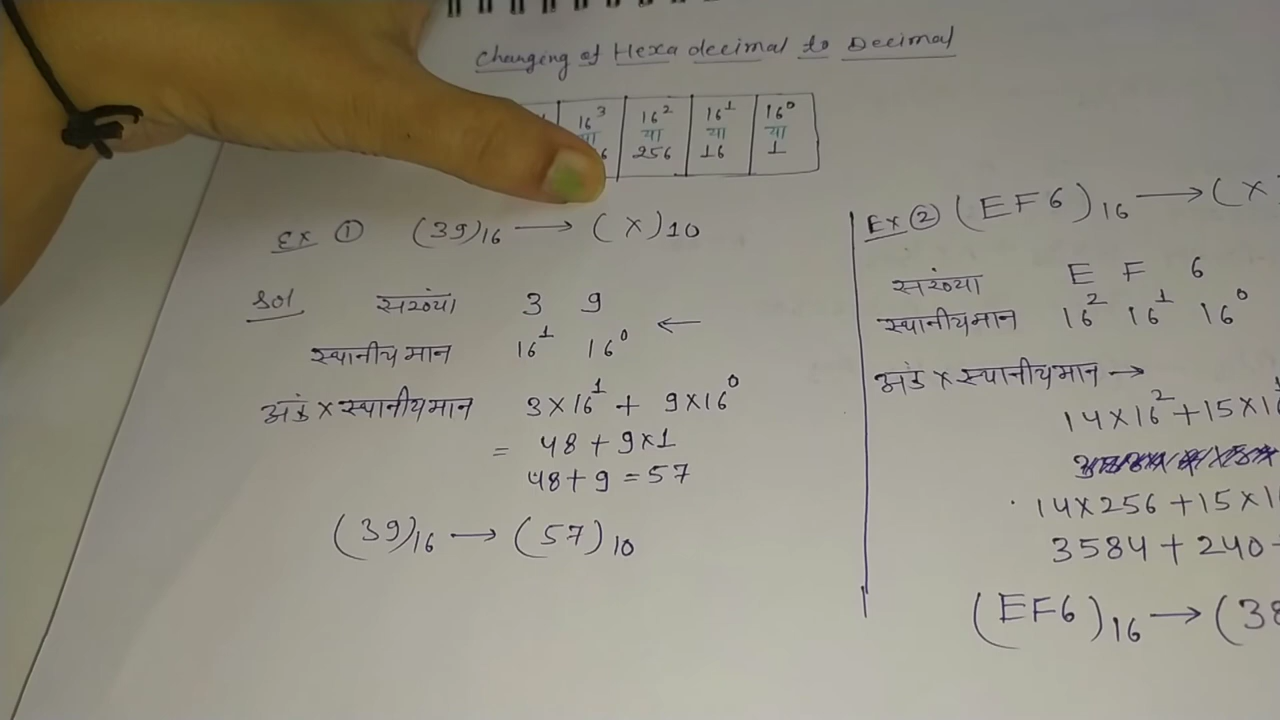 Changing of Hexa decimal to Decimal
16³ 16² 16¹ 16⁰
या या या
256 16 1
Ex ① (39)₁₆ → (X)10
Sol सरंव्या 3 9
स्थानीय मान 16¹ 16⁰ ←
अंड × स्थानीयमान 3×16¹ + 9×16⁰
= 48 + 9×1
48 + 9 = 57
(39)₁₆ → (57)₁₀
Ex ② (EF6)₁₆ → (X
सरंव्या E F 6
स्थानीयमान 16² 16¹ 16⁰
अंड × स्थानीयमान →
14×16² + 15×1
14×256 + 15×1
3584 + 240
(EF6)₁₆ → (38